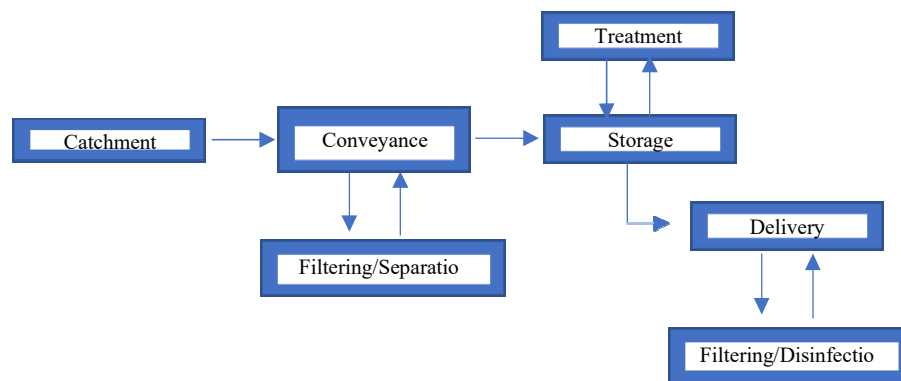 Treatment
Catchment
Conveyance
Storage
Delivery
Filtering/Separatio
Filtering/Disinfectio